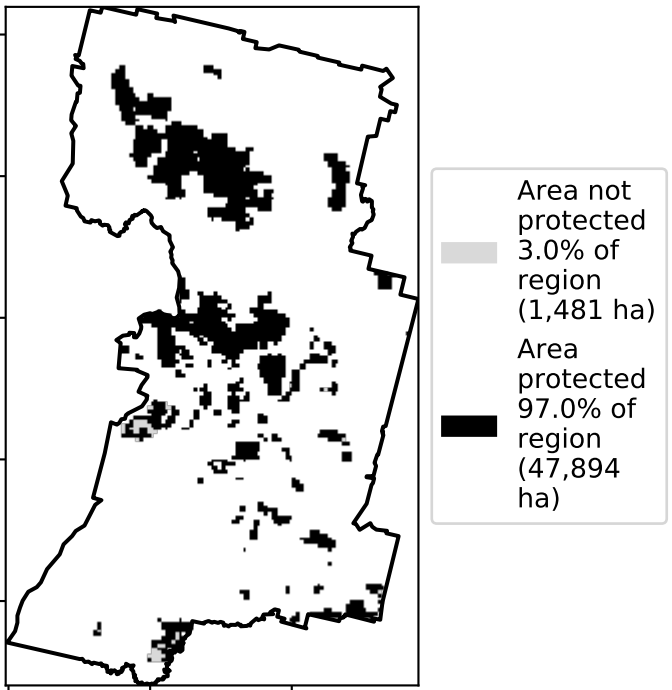 Area not
protected
3.0% of
region
(1,481 ha)
Area
protected
97.0% of
region
(47,894
ha)